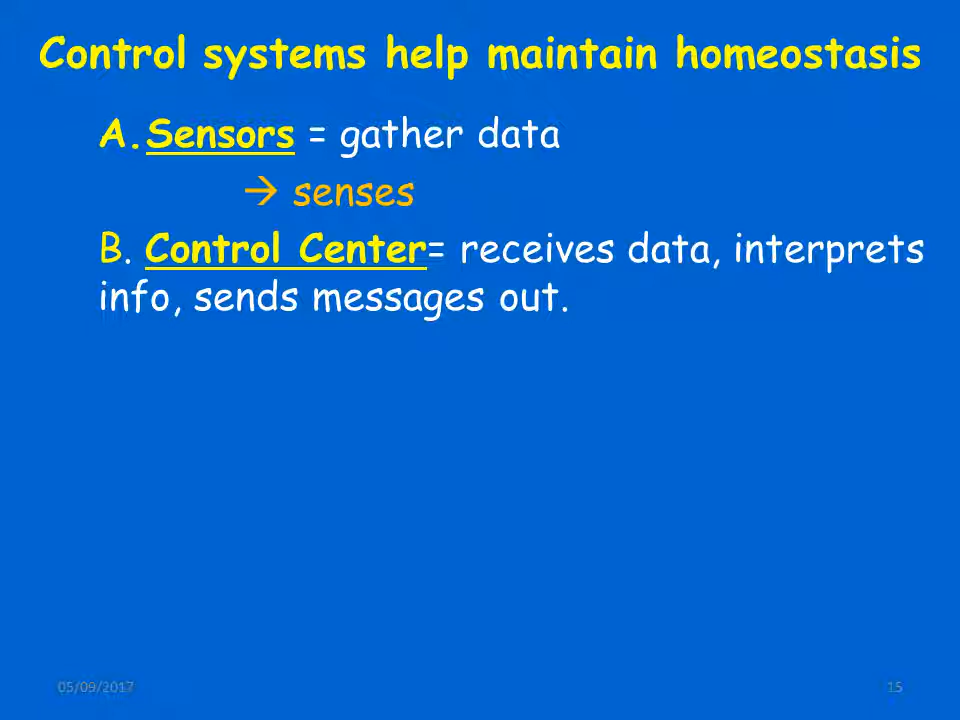 Control systems help maintain homeostasis
A.Sensors = gather data
→ senses
B. Control Center= receives data, interprets
info, sends messages out.
05/09/2017
15